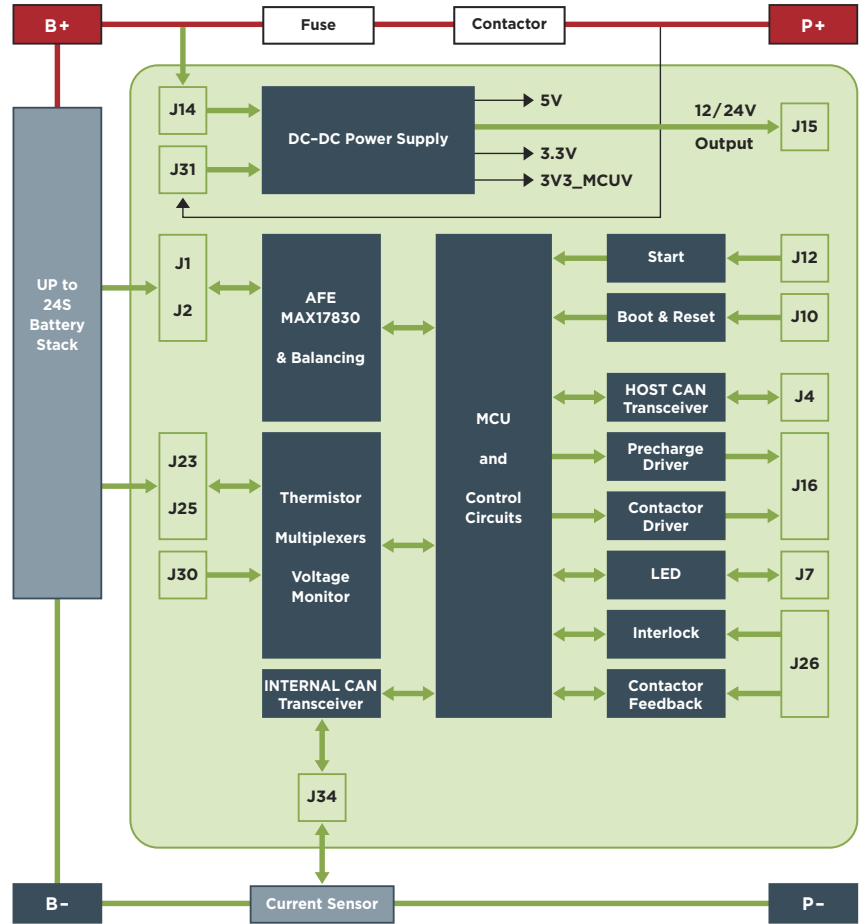 B+
Fuse
Contactor
P+
J14
DC–DC Power Supply
5V
12/24V
Output
J15
J31
3.3V
3V3_MCUV
UP to
24S
Battery
Stack
J1
J2
AFE
MAX17830
& Balancing
MCU
and
Control
Circuits
Start
J12
Boot & Reset
J10
HOST CAN
Transceiver
J4
Precharge
Driver
J16
Contactor
Driver
J23
J25
Thermistor
Multiplexers
Voltage
Monitor
J30
LED
J7
Interlock
J26
Contactor
Feedback
INTERNAL CAN
Transceiver
J34
B–
Current Sensor
P–